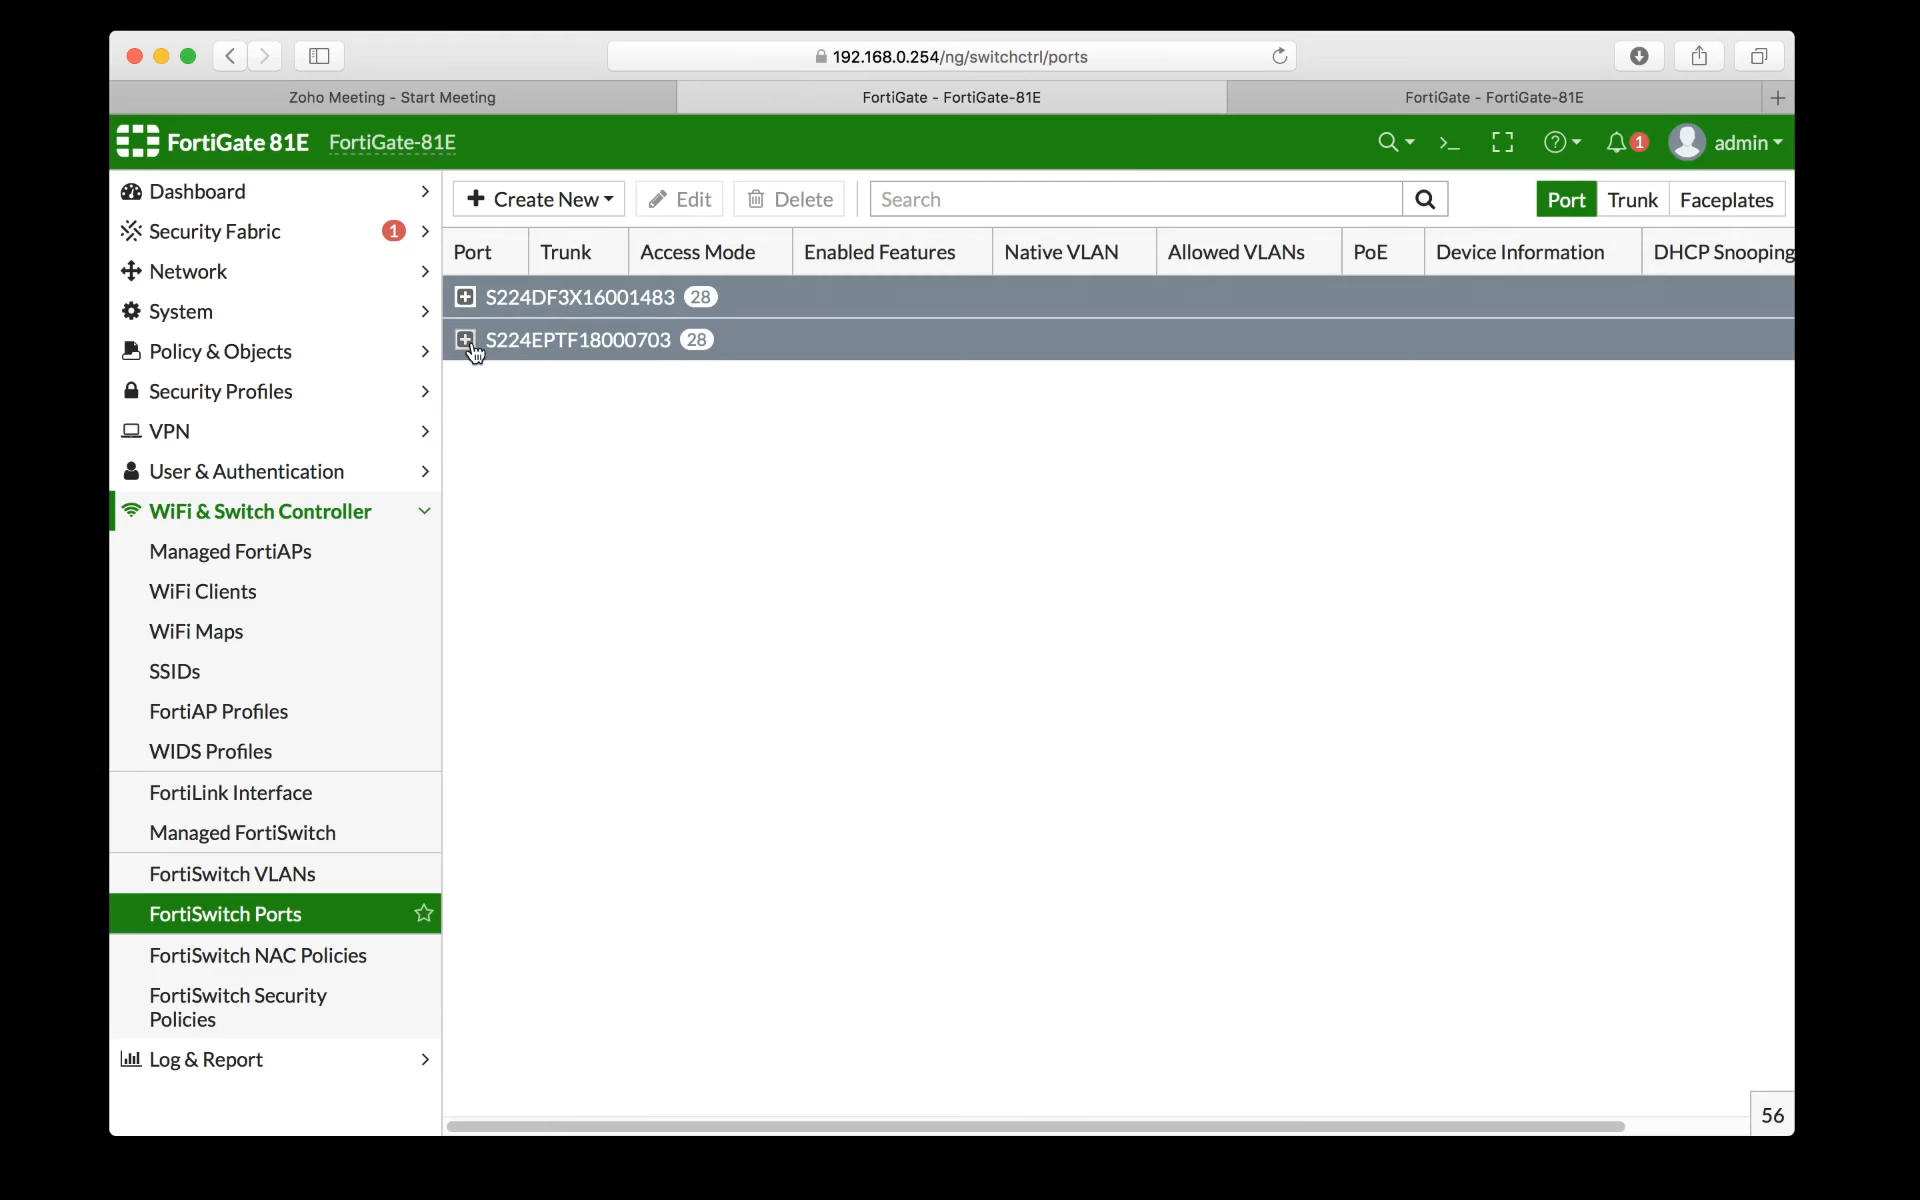 192.168.0.254/ng/switchctrl/ports
Zoho Meeting - Start Meeting
FortiGate - FortiGate-81E
FortiGate - FortiGate-81E
FortiGate 81E
FortiGate-81E
1
admin
Dashboard
Security Fabric
1
Network
System
Policy & Objects
Security Profiles
VPN
User & Authentication
WiFi & Switch Controller
Managed FortiAPs
WiFi Clients
WiFi Maps
SSIDs
FortiAP Profiles
WIDS Profiles
FortiLink Interface
Managed FortiSwitch
FortiSwitch VLANs
FortiSwitch Ports
FortiSwitch NAC Policies
FortiSwitch Security
Policies
Log & Report
Create New
Edit
Delete
Search
Port
Trunk
Faceplates
Port
Trunk
Access Mode
Enabled Features
Native VLAN
Allowed VLANs
PoE
Device Information
DHCP Snooping
S224DF3X16001483 28
S224EPTF18000703 28
56